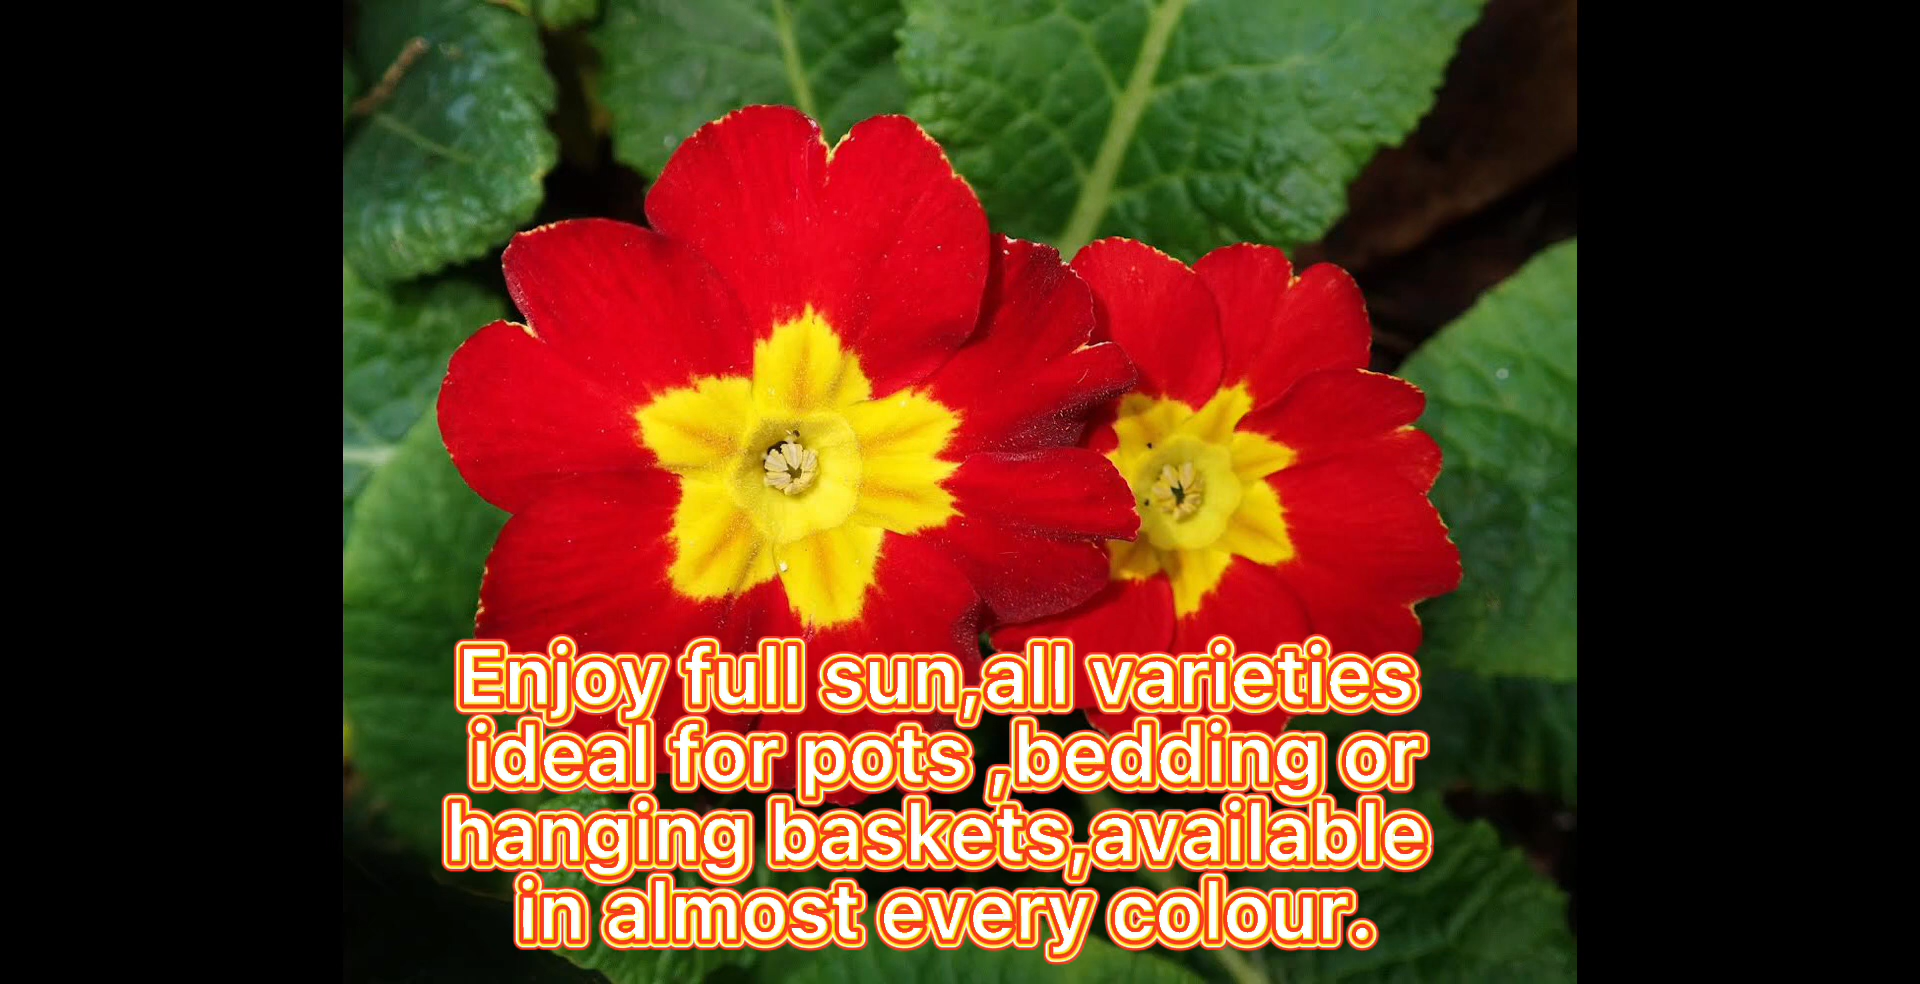 Enjoy full sun,all varieties
ideal for pots ,bedding or
hanging baskets,available
in almost every colour.